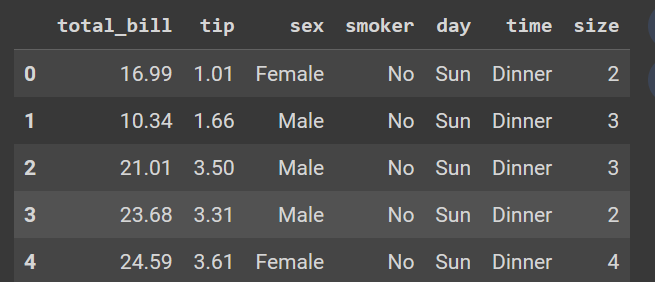 total_bill tip sex smoker day time size
0 16.99 1.01 Female No Sun Dinner 2
1 10.34 1.66 Male No Sun Dinner 3
2 21.01 3.50 Male No Sun Dinner 3
3 23.68 3.31 Male No Sun Dinner 2
4 24.59 3.61 Female No Sun Dinner 4